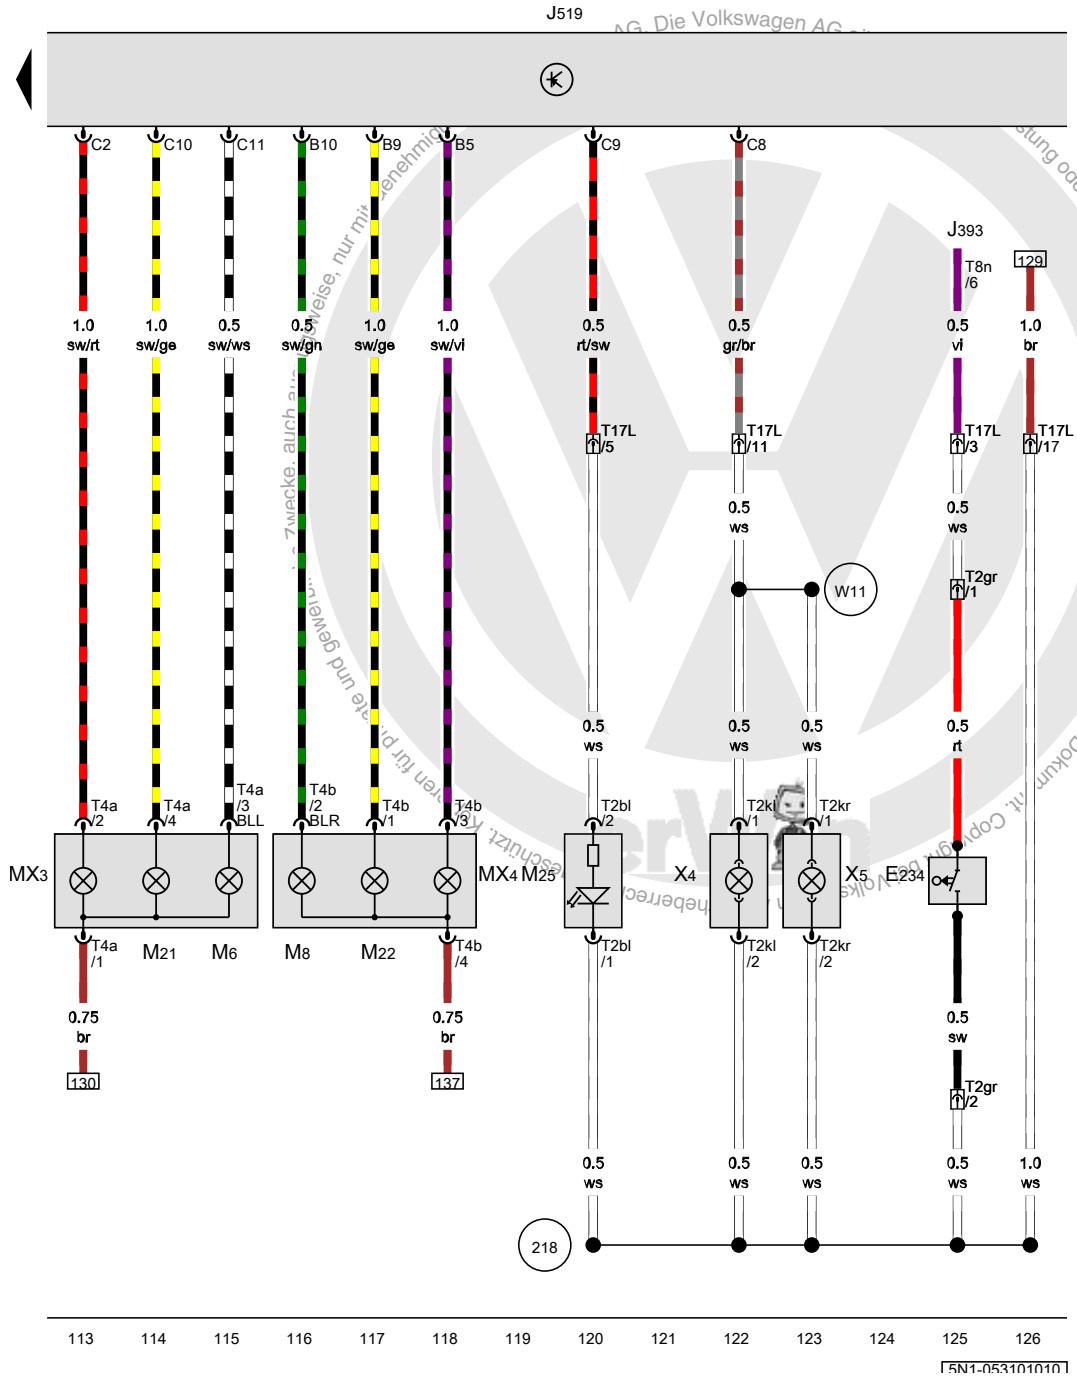 J519
AG. Die Volkswagen AG
C2
C10
C11
B10
B9
B5
C9
C8
J393
T8n
/6
129
1.0
sw/rt
1.0
sw/ge
0.5
sw/ws
0.5
sw/gn
1.0
sw/ge
1.0
sw/vi
0.5
rt/sw
0.5
gr/br
0.5
vi
1.0
br
T17L
/5
T17L
/11
T17L
/3
T17L
/17
0.5
ws
0.5
ws
T2gr
/1
W11
0.5
ws
0.5
ws
0.5
ws
0.5
rt
T4a
/2
T4a
/4
T4a
/3
BLL
T4b
/2
BLR
T4b
/1
T4b
/3
T2bl
/2
T2kl
/1
T2kr
/1
MX3
MX4
M25
X4
X5
E234
T4a
/1
M21
M6
M8
M22
T4b
/4
T2bl
/1
T2kl
/2
T2kr
/2
0.75
br
0.75
br
0.5
sw
130
137
T2gr
/2
0.5
ws
0.5
ws
0.5
ws
0.5
ws
1.0
ws
218
113
114
115
116
117
118
119
120
121
122
123
124
125
126
5N1-053101010